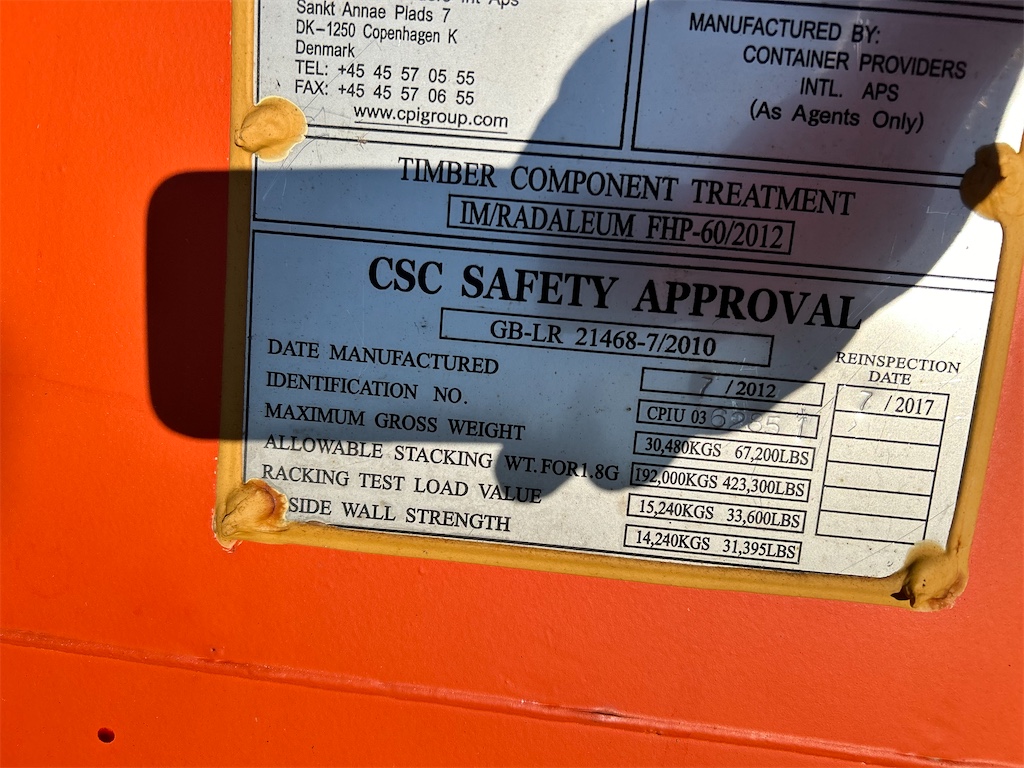 Sankt Annae Plads 7
DK-1250 Copenhagen K
Denmark
TEL: +45 45 57 05 55
FAX: +45 45 57 06 55
www.cpigroup.com
MANUFACTURED BY:
CONTAINER PROVIDERS
INTL. APS
(As Agents Only)
TIMBER COMPONENT TREATMENT
IM/RADALEUM FHP-60/2012
CSC SAFETY APPROVAL
GB-LR 21468-7/2010
DATE MANUFACTURED 7 / 2012
IDENTIFICATION NO. CPIU 03
MAXIMUM GROSS WEIGHT 30,480KGS 67,200LBS
ALLOWABLE STACKING WT.FOR1.8G 192,000KGS 423,300LBS
RACKING TEST LOAD VALUE 15,240KGS 33,600LBS
SIDE WALL STRENGTH 14,240KGS 31,395LBS
REINSPECTION
DATE
7 / 2017